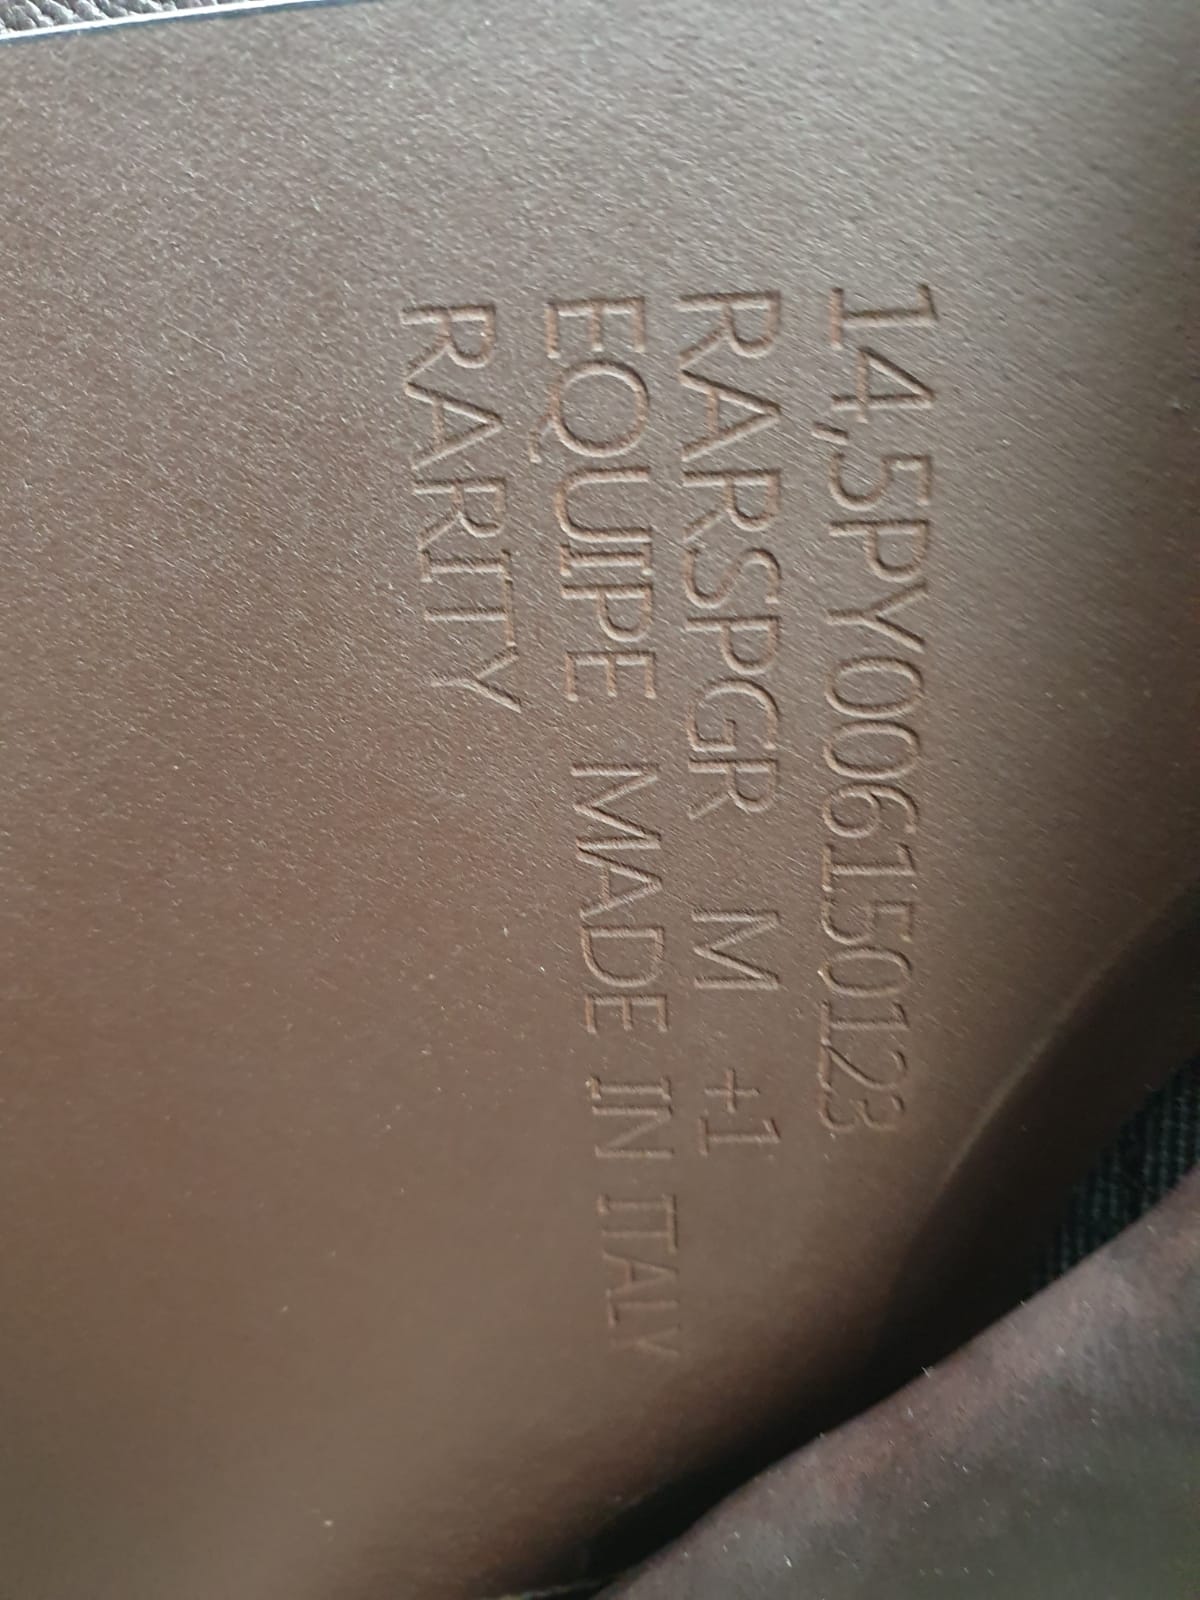 14,5PY006150123
RARSPGR M +1
EQUIPE MADE IN ITALY
RARITY